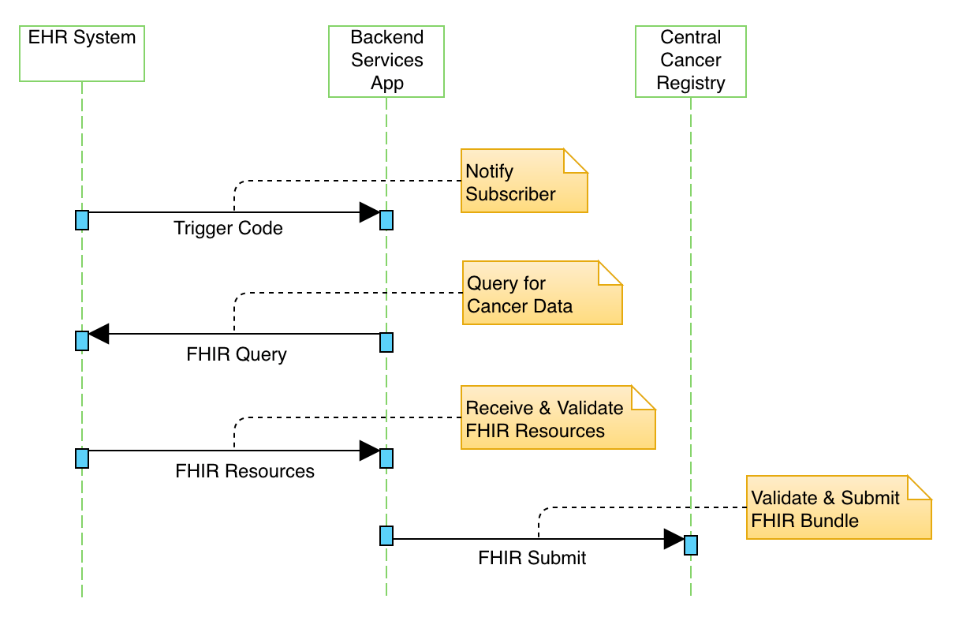 EHR System
Backend
Services
App
Central
Cancer
Registry
Notify
Subscriber
Trigger Code
Query for
Cancer Data
FHIR Query
Receive & Validate
FHIR Resources
FHIR Resources
Validate & Submit
FHIR Bundle
FHIR Submit